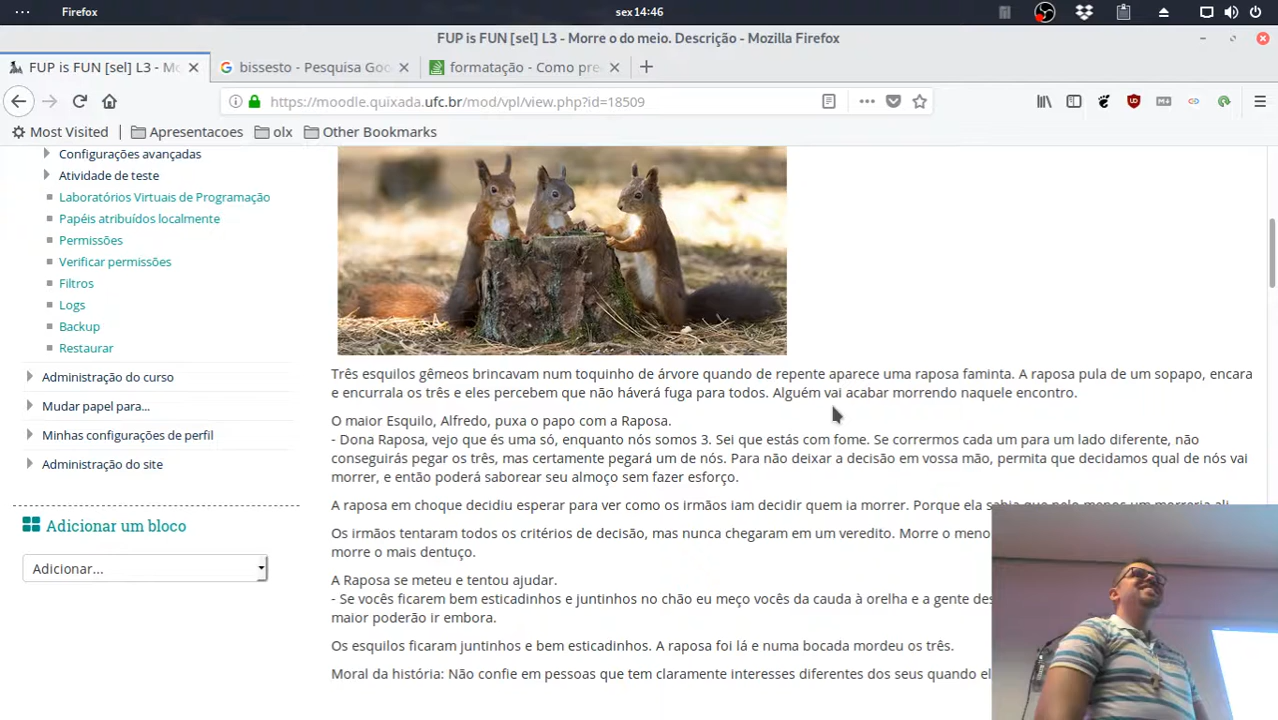 Firefox
sex 14:46
FUP is FUN [sel] L3 - Morre o do meio. Descrição - Mozilla Firefox
FUP is FUN [sel] L3 - Mo
bissesto - Pesquisa Goo
formatação - Como pre
https://moodle.quixada.ufc.br/mod/vpl/view.php?id=18509
Most Visited
Apresentacoes
olx
Other Bookmarks
Configurações avançadas
Atividade de teste
Laboratórios Virtuais de Programação
Papéis atribuídos localmente
Permissões
Verificar permissões
Filtros
Logs
Backup
Restaurar
Administração do curso
Mudar papel para...
Minhas configurações de perfil
Administração do site
Adicionar um bloco
Adicionar...
Três esquilos gêmeos brincavam num toquinho de árvore quando de repente aparece uma raposa faminta. A raposa pula de um sopapo, encara
e encurrala os três e eles percebem que não háverá fuga para todos. Alguém vai acabar morrendo naquele encontro.
O maior Esquilo, Alfredo, puxa o papo com a Raposa.
- Dona Raposa, vejo que és uma só, enquanto nós somos 3. Sei que estás com fome. Se corrermos cada um para um lado diferente, não
conseguirás pegar os três, mas certamente pegará um de nós. Para não deixar a decisão em vossa mão, permita que decidamos qual de nós vai
morrer, e então poderá saborear seu almoço sem fazer esforço.
A raposa em choque decidiu esperar para ver como os irmãos iam decidir quem ia morrer. Porque ela sabia que pelo menos um morreria ali.
Os irmãos tentaram todos os critérios de decisão, mas nunca chegaram em um veredito. Morre o meno
morre o mais dentuço.
A Raposa se meteu e tentou ajudar.
- Se vocês ficarem bem esticadinhos e juntinhos no chão eu meço vocês da cauda à orelha e a gente des
maior poderão ir embora.
Os esquilos ficaram juntinhos e bem esticadinhos. A raposa foi lá e numa bocada mordeu os três.
Moral da história: Não confie em pessoas que tem claramente interesses diferentes dos seus quando el